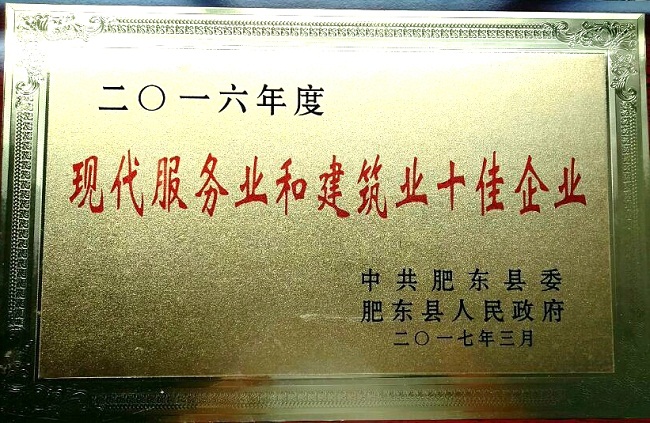 二〇一六年度
现代服务业和建筑业十佳企业
中共肥东县委
肥东县人民政府
二〇一七年三月